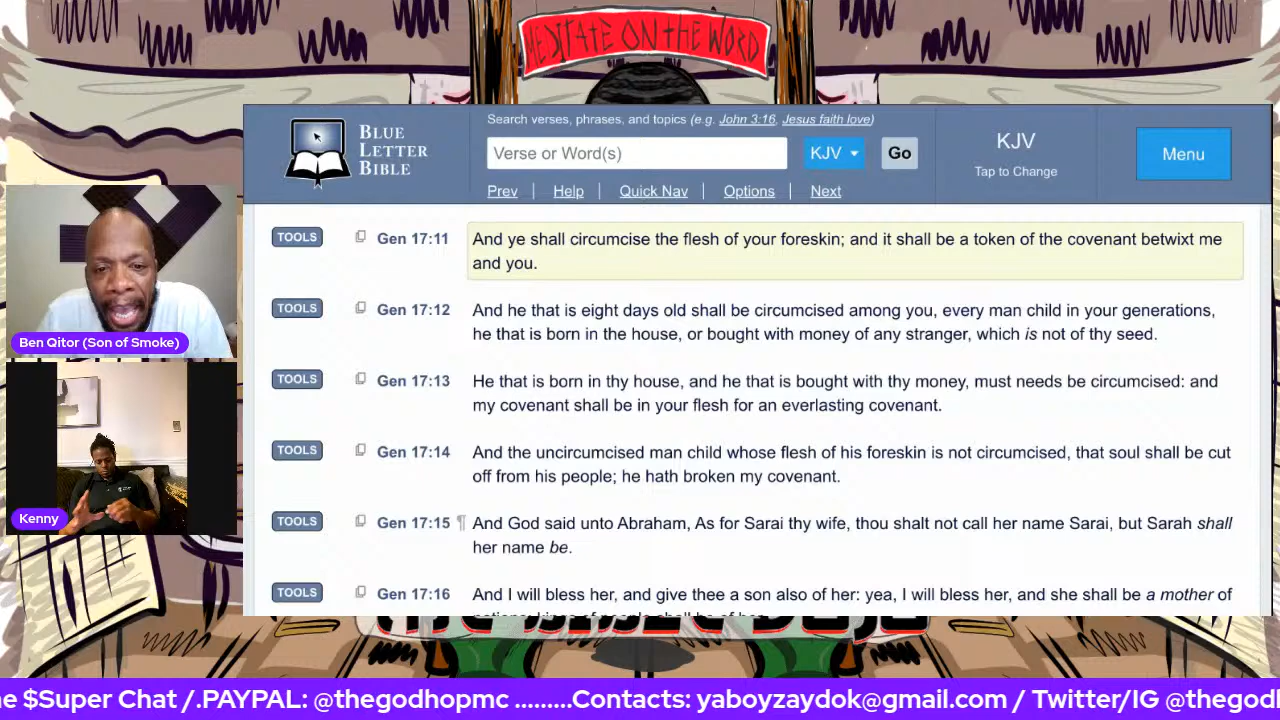 MEDITATE ON THE WORD
Search verses, phrases, and topics (e.g. John 3:16, Jesus faith love)
BLUE
LETTER
BIBLE
Verse or Word(s)
KJV
Go
KJV
Tap to Change
Menu
Prev
Help
Quick Nav
Options
Next
TOOLS Gen 17:11 And ye shall circumcise the flesh of your foreskin; and it shall be a token of the covenant betwixt me
and you.
TOOLS Gen 17:12 And he that is eight days old shall be circumcised among you, every man child in your generations,
he that is born in the house, or bought with money of any stranger, which is not of thy seed.
TOOLS Gen 17:13 He that is born in thy house, and he that is bought with thy money, must needs be circumcised: and
my covenant shall be in your flesh for an everlasting covenant.
TOOLS Gen 17:14 And the uncircumcised man child whose flesh of his foreskin is not circumcised, that soul shall be cut
off from his people; he hath broken my covenant.
TOOLS Gen 17:15 ¶ And God said unto Abraham, As for Sarai thy wife, thou shalt not call her name Sarai, but Sarah shall
her name be.
TOOLS Gen 17:16 And I will bless her, and give thee a son also of her: yea, I will bless her, and she shall be a mother of
Ben Qitor (Son of Smoke)
Kenny
$Super Chat /.PAYPAL: @thegodhopmc .........Contacts: yaboyzaydok@gmail.com / Twitter/IG @thegod